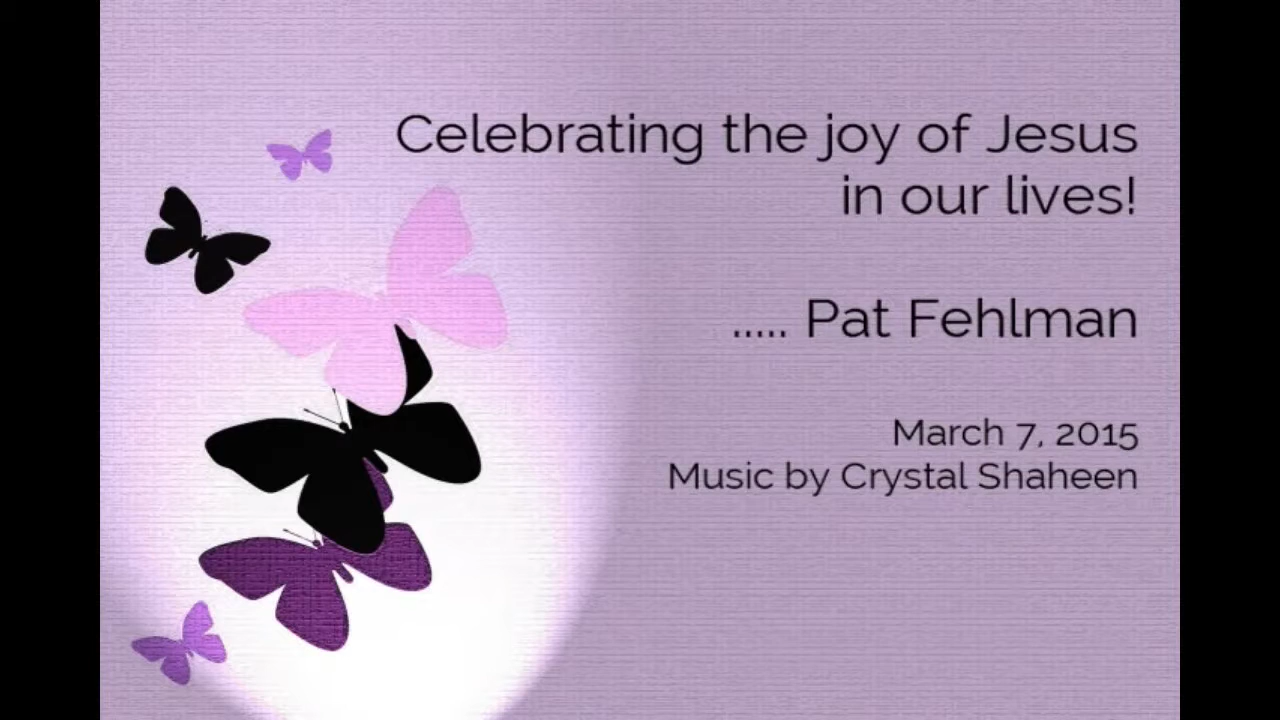 Celebrating the joy of Jesus
in our lives!
..... Pat Fehlman
March 7, 2015
Music by Crystal Shaheen